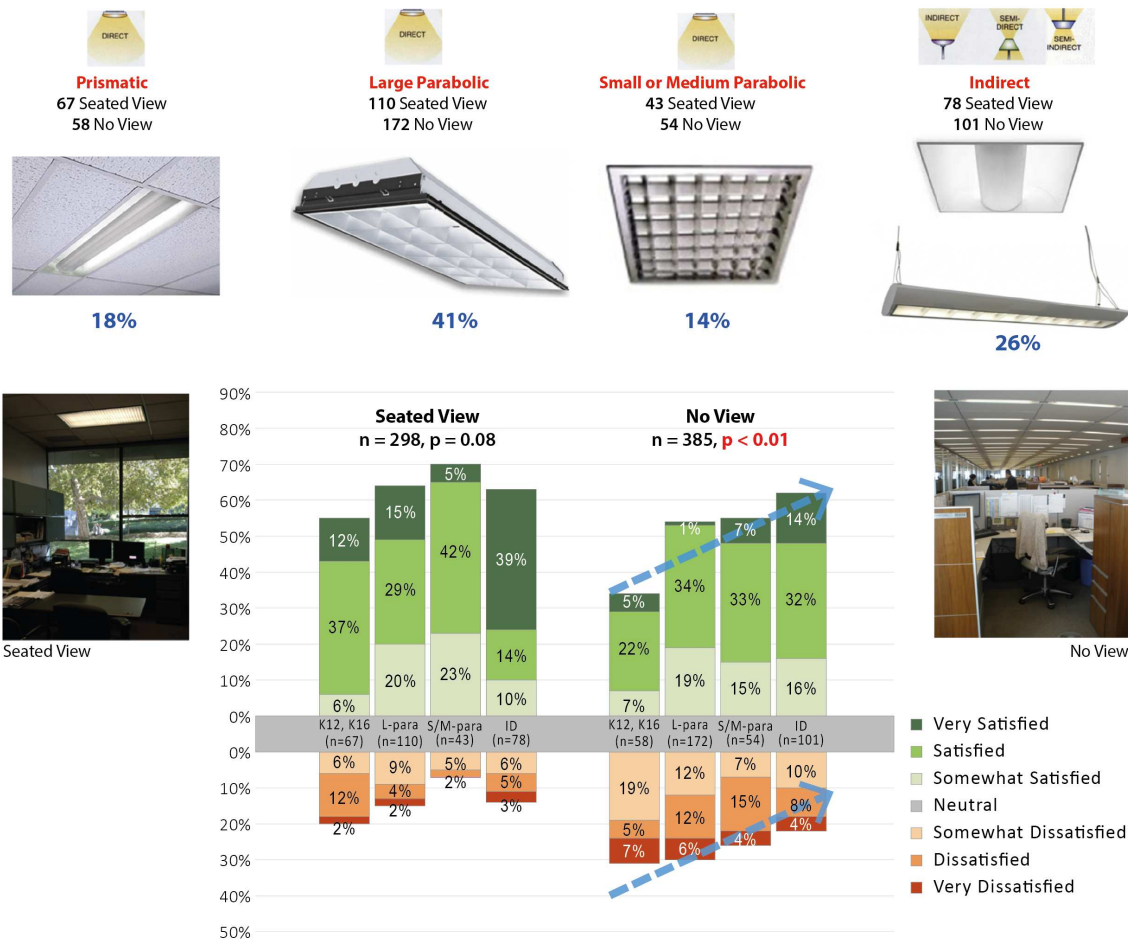 DIRECT
Prismatic
67 Seated View
58 No View
18%
DIRECT
Large Parabolic
110 Seated View
172 No View
41%
DIRECT
Small or Medium Parabolic
43 Seated View
54 No View
14%
INDIRECT
SEMI-
DIRECT
SEMI-
INDIRECT
Indirect
78 Seated View
101 No View
26%
Seated View
90%
80%
70%
60%
50%
40%
30%
20%
10%
0%
0%
10%
20%
30%
40%
50%
Seated View
n = 298, p = 0.08
12%
37%
6%
K12, K16
(n=67)
6%
12%
2%
15%
29%
20%
L-para
(n=110)
9%
4%
2%
5%
42%
23%
S/M-para
(n=43)
5%
2%
39%
14%
10%
ID
(n=78)
6%
5%
3%
No View
n = 385, p < 0.01
5%
22%
7%
K12, K16
(n=58)
19%
5%
7%
1%
34%
19%
L-para
(n=172)
12%
12%
6%
7%
33%
15%
S/M-para
(n=54)
7%
15%
4%
14%
32%
16%
ID
(n=101)
10%
8%
4%
No View
Very Satisfied
Satisfied
Somewhat Satisfied
Neutral
Somewhat Dissatisfied
Dissatisfied
Very Dissatisfied